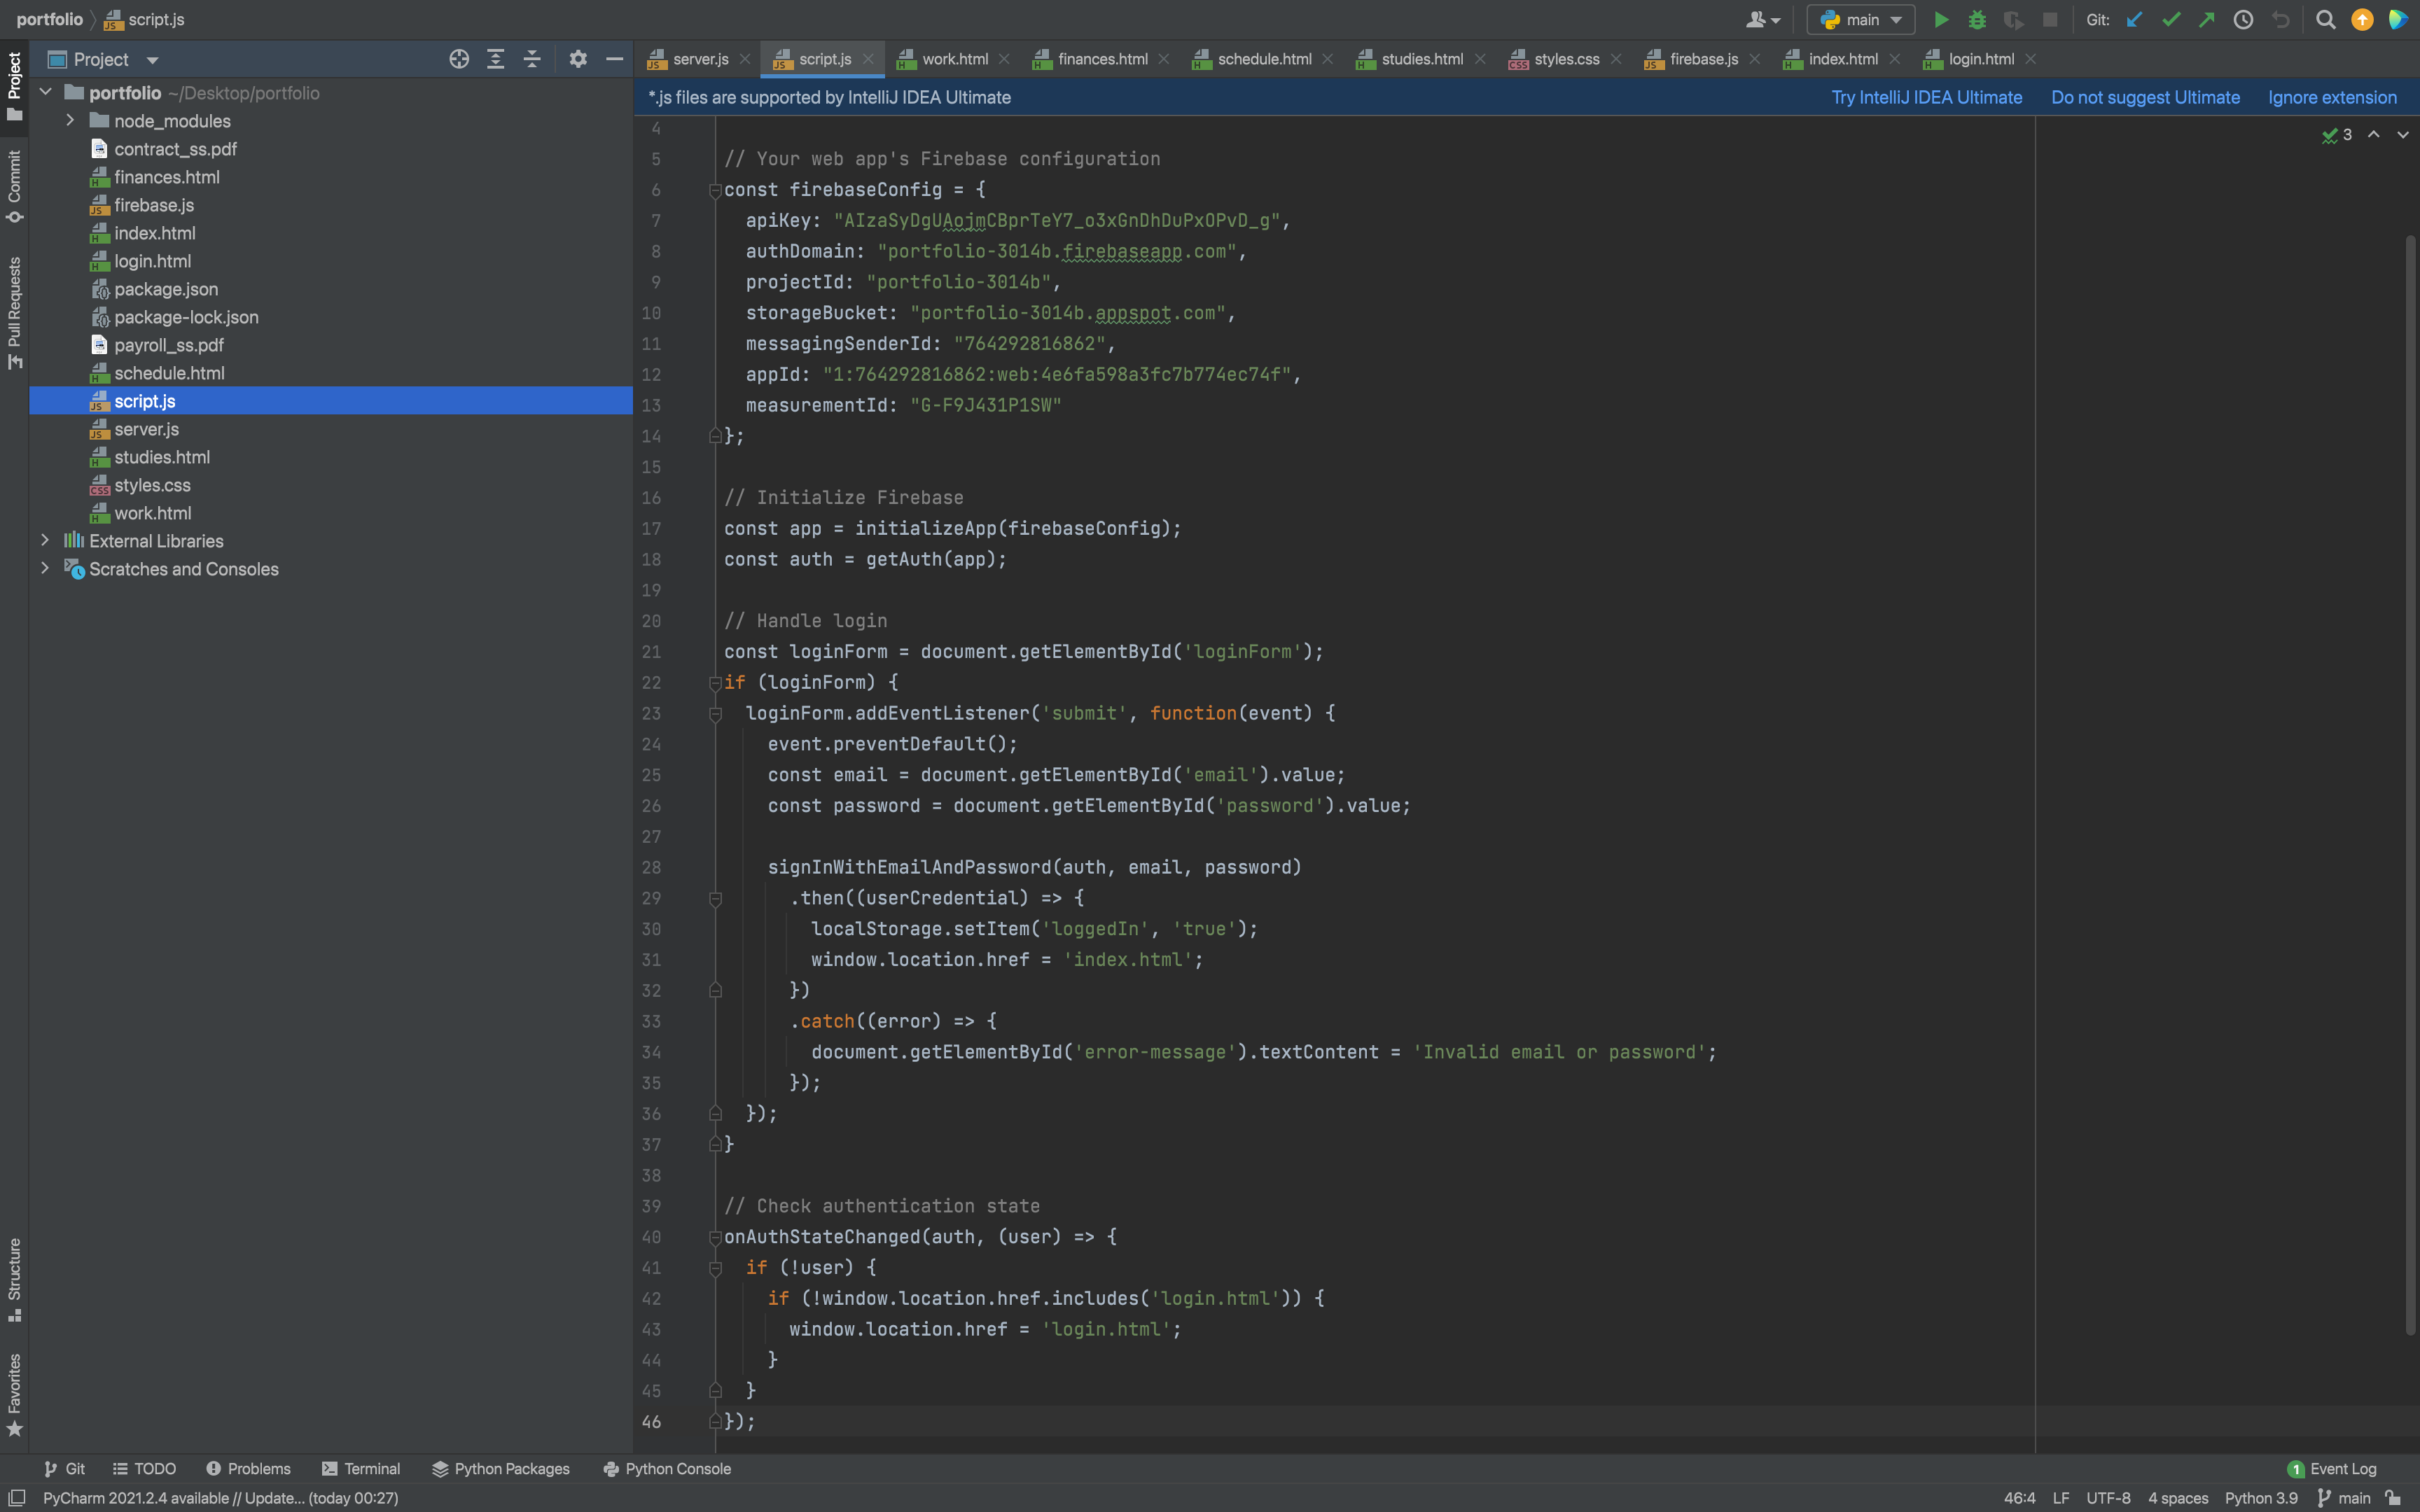 portfolio script.js
main
Git:
Project
portfolio ~/Desktop/portfolio
node_modules
contract_ss.pdf
finances.html
firebase.js
index.html
login.html
package.json
package-lock.json
payroll_ss.pdf
schedule.html
script.js
server.js
studies.html
styles.css
work.html
External Libraries
Scratches and Consoles
Project
Commit
Pull Requests
Structure
Favorites
server.js script.js work.html finances.html schedule.html studies.html styles.css firebase.js index.html login.html
*.js files are supported by IntelliJ IDEA Ultimate Try IntelliJ IDEA Ultimate Do not suggest Ultimate Ignore extension
3
4
5 // Your web app's Firebase configuration
6 const firebaseConfig = {
7 apiKey: "AIzaSyDgUAojmCBprTeY7_o3xGnDhDuPxOPvD_g",
8 authDomain: "portfolio-3014b.firebaseapp.com",
9 projectId: "portfolio-3014b",
10 storageBucket: "portfolio-3014b.appspot.com",
11 messagingSenderId: "764292816862",
12 appId: "1:764292816862:web:4e6fa598a3fc7b774ec74f",
13 measurementId: "G-F9J431P1SW"
14 };
15
16 // Initialize Firebase
17 const app = initializeApp(firebaseConfig);
18 const auth = getAuth(app);
19
20 // Handle login
21 const loginForm = document.getElementById('loginForm');
22 if (loginForm) {
23 loginForm.addEventListener('submit', function(event) {
24 event.preventDefault();
25 const email = document.getElementById('email').value;
26 const password = document.getElementById('password').value;
27
28 signInWithEmailAndPassword(auth, email, password)
29 .then((userCredential) => {
30 localStorage.setItem('loggedIn', 'true');
31 window.location.href = 'index.html';
32 })
33 .catch((error) => {
34 document.getElementById('error-message').textContent = 'Invalid email or password';
35 });
36 });
37 }
38
39 // Check authentication state
40 onAuthStateChanged(auth, (user) => {
41 if (!user) {
42 if (!window.location.href.includes('login.html')) {
43 window.location.href = 'login.html';
44 }
45 }
46 });
Git TODO Problems Terminal Python Packages Python Console 1 Event Log
PyCharm 2021.2.4 available // Update... (today 00:27) 46:4 LF UTF-8 4 spaces Python 3.9 main